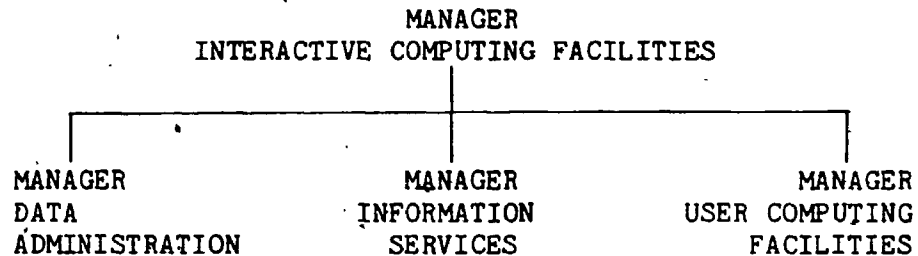 MANAGER
INTERACTIVE COMPUTING FACILITIES
MANAGER
DATA
ADMINISTRATION
MANAGER
INFORMATION
SERVICES
MANAGER
USER COMPUTING
FACILITIES